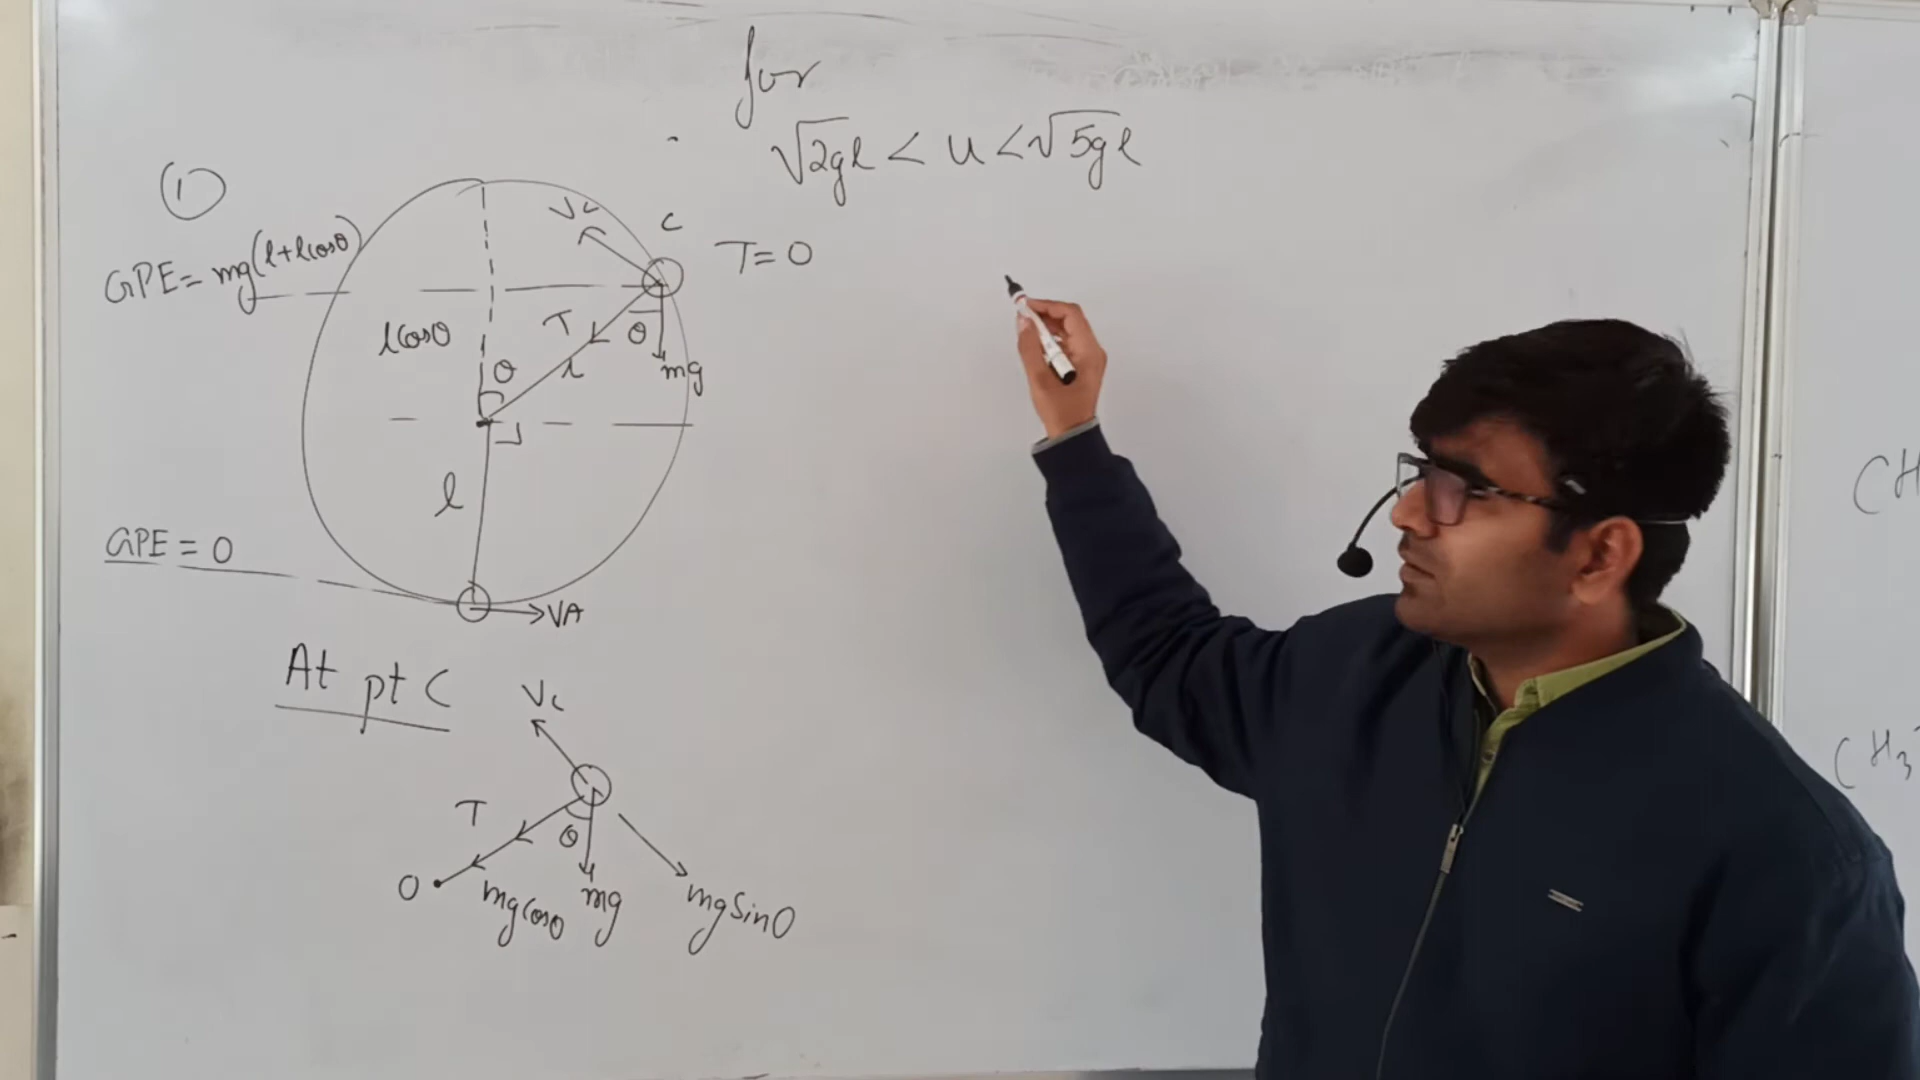 for
√2gl < u < √5gl
①
GPE = mg(l+lcosθ)
Vc
C
T = 0
lcosθ
T
θ
mg
θ
l
l
GPE = 0
VA
At pt C
Vc
T
θ
O
mgcosθ
mg
mgsinθ
CH
CH3